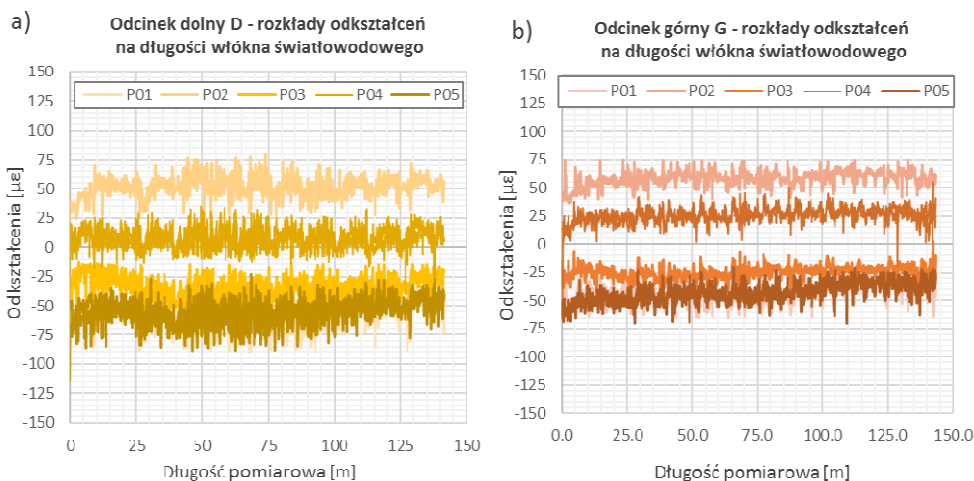 a)
Odcinek dolny D - rozkłady odkształceń
na długości włókna światłowodowego
P01 P02 P03 P04 P05
Odkształcenia [µε]
150
125
100
75
50
25
0
-25
-50
-75
-100
-125
-150
0 25 50 75 100 125 150
Długość pomiarowa [m]
b)
Odcinek górny G - rozkłady odkształceń
na długości włókna światłowodowego
P01 P02 P03 P04 P05
Odkształcenia [µε]
150
125
100
75
50
25
0
-25
-50
-75
-100
-125
-150
0.0 25.0 50.0 75.0 100.0 125.0 150.0
Długość pomiarowa [m]